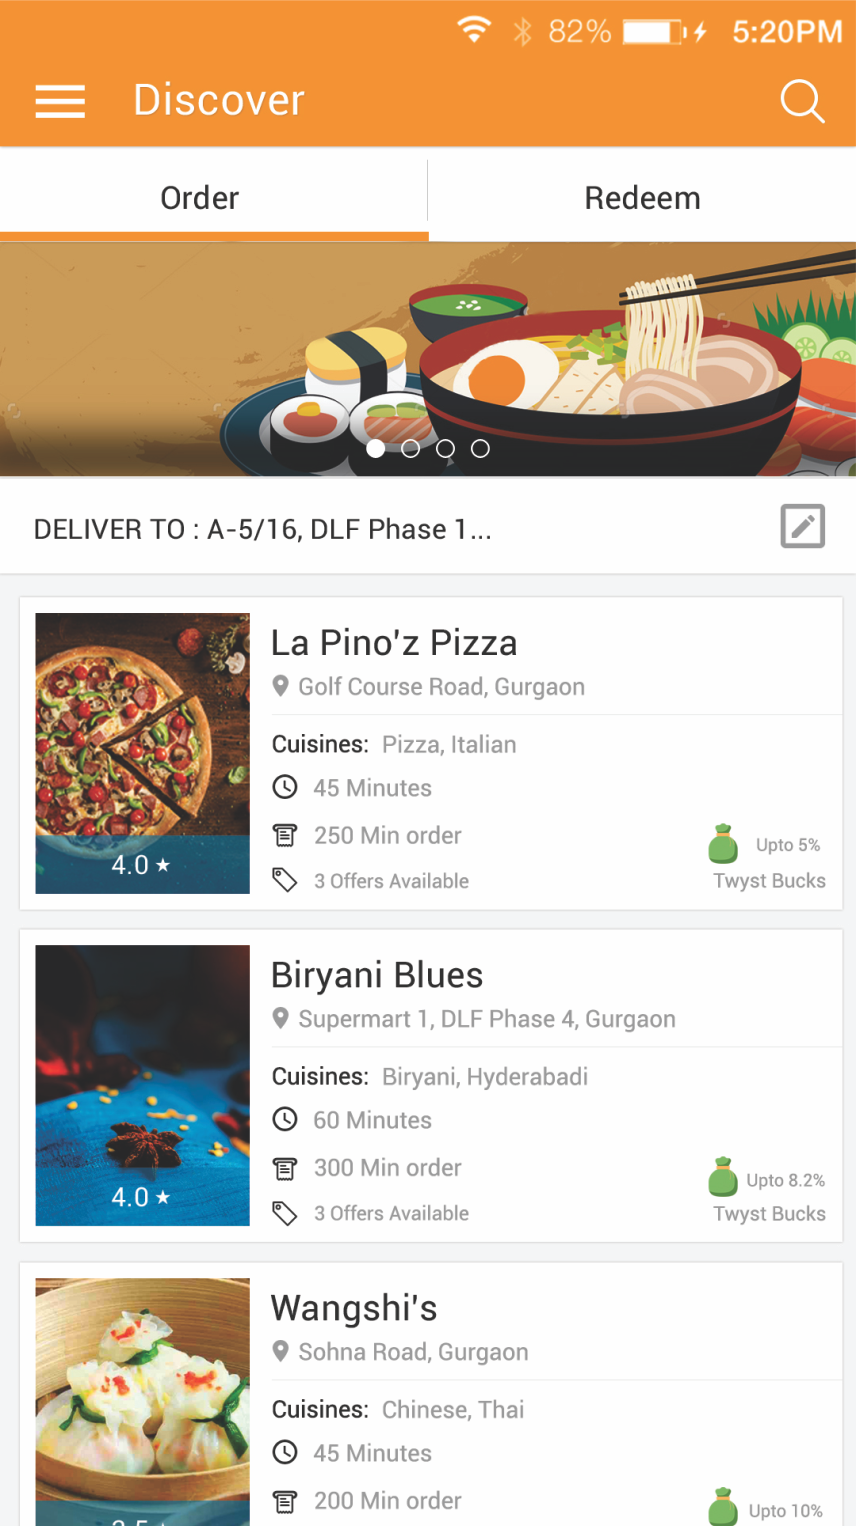 82% 5:20PM
Discover
Order Redeem
DELIVER TO : A-5/16, DLF Phase 1...
La Pino'z Pizza
Golf Course Road, Gurgaon
Cuisines: Pizza, Italian
45 Minutes
250 Min order
Upto 5%
3 Offers Available
Twyst Bucks
4.0 ★
Biryani Blues
Supermart 1, DLF Phase 4, Gurgaon
Cuisines: Biryani, Hyderabadi
60 Minutes
300 Min order
Upto 8.2%
3 Offers Available
Twyst Bucks
4.0 ★
Wangshi's
Sohna Road, Gurgaon
Cuisines: Chinese, Thai
45 Minutes
200 Min order
Upto 10%